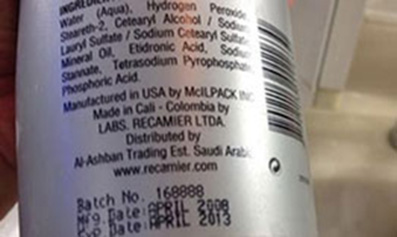 INGREDIEN
Water (Aqua), Hydrogen Peroxide,
Steareth-2, Cetearyl Alcohol / Sodium
Lauryl Sulfate / Sodium Cetearyl Sulfate,
Mineral Oil, Etidronic Acid, Sodium
Stannate, Tetrasodium Pyrophosphate,
Phosphoric Acid.
Manufactured in USA by McILPACK INC
Made in Cali - Colombia by
LABS. RECAMIER LTDA.
Distributed by
Al-Ashban Trading Est. Saudi Arabia
www.recamier.com
Batch No. 168888
Mfg Date: APRIL 2008
Exp Date: APRIL 2013